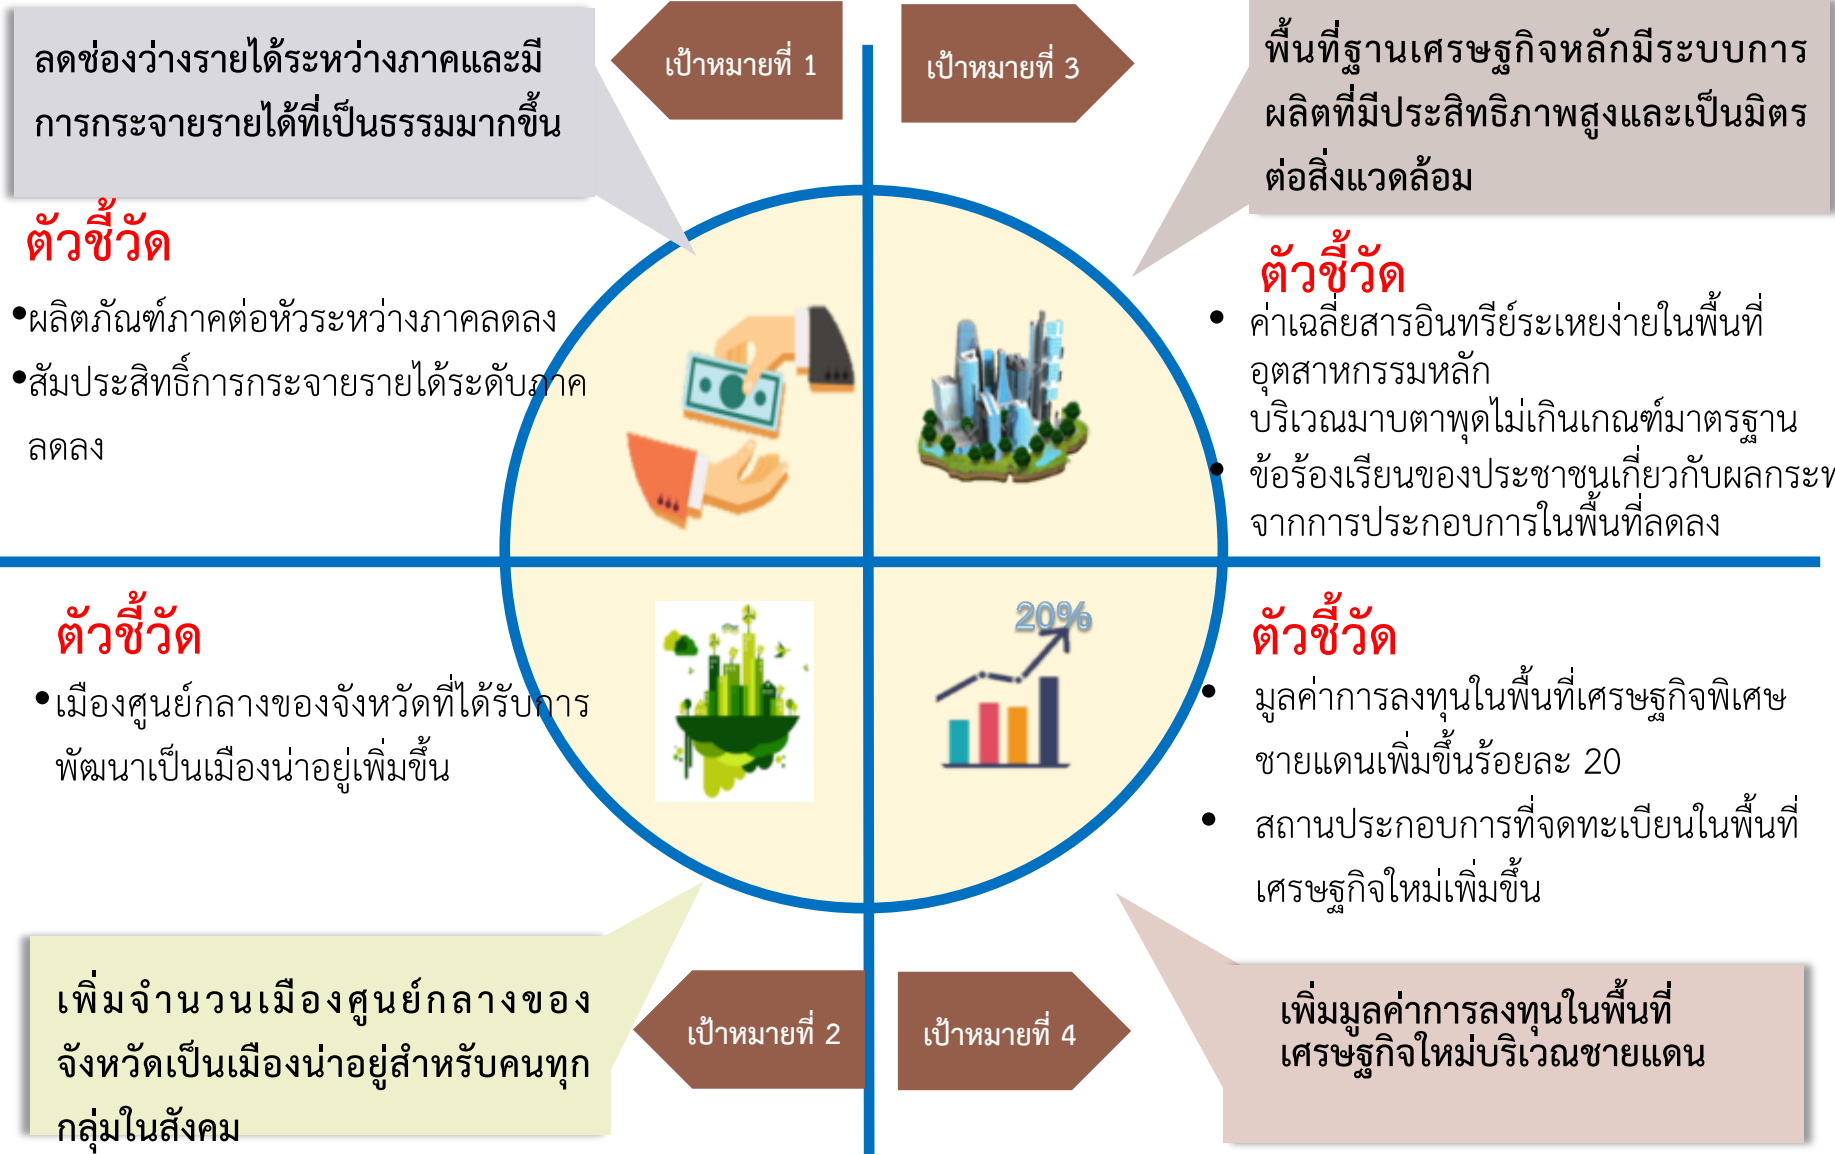 เป้าหมายที่ 1
ลดช่องว่างรายได้ระหว่างภาคและมี
การกระจายรายได้ที่เป็นธรรมมากขึ้น
ตัวชี้วัด
•ผลิตภัณฑ์ภาคต่อหัวระหว่างภาคลดลง
•สัมประสิทธิ์การกระจายรายได้ระดับภาค
ลดลง
เป้าหมายที่ 3
พื้นที่ฐานเศรษฐกิจหลักมีระบบการ
ผลิตที่มีประสิทธิภาพสูงและเป็นมิตร
ต่อสิ่งแวดล้อม
ตัวชี้วัด
• ค่าเฉลี่ยสารอินทรีย์ระเหยง่ายในพื้นที่
อุตสาหกรรมหลัก
บริเวณมาบตาพุดไม่เกินเกณฑ์มาตรฐาน
• ข้อร้องเรียนของประชาชนเกี่ยวกับผลกระท
จากการประกอบการในพื้นที่ลดลง
ตัวชี้วัด
•เมืองศูนย์กลางของจังหวัดที่ได้รับการ
พัฒนาเป็นเมืองน่าอยู่เพิ่มขึ้น
เพิ่มจำนวนเมืองศูนย์กลางของ
จังหวัดเป็นเมืองน่าอยู่สำหรับคนทุก
กลุ่มในสังคม
เป้าหมายที่ 2
20%
ตัวชี้วัด
• มูลค่าการลงทุนในพื้นที่เศรษฐกิจพิเศษ
ชายแดนเพิ่มขึ้นร้อยละ 20
• สถานประกอบการที่จดทะเบียนในพื้นที่
เศรษฐกิจใหม่เพิ่มขึ้น
เป้าหมายที่ 4
เพิ่มมูลค่าการลงทุนในพื้นที่
เศรษฐกิจใหม่บริเวณชายแดน